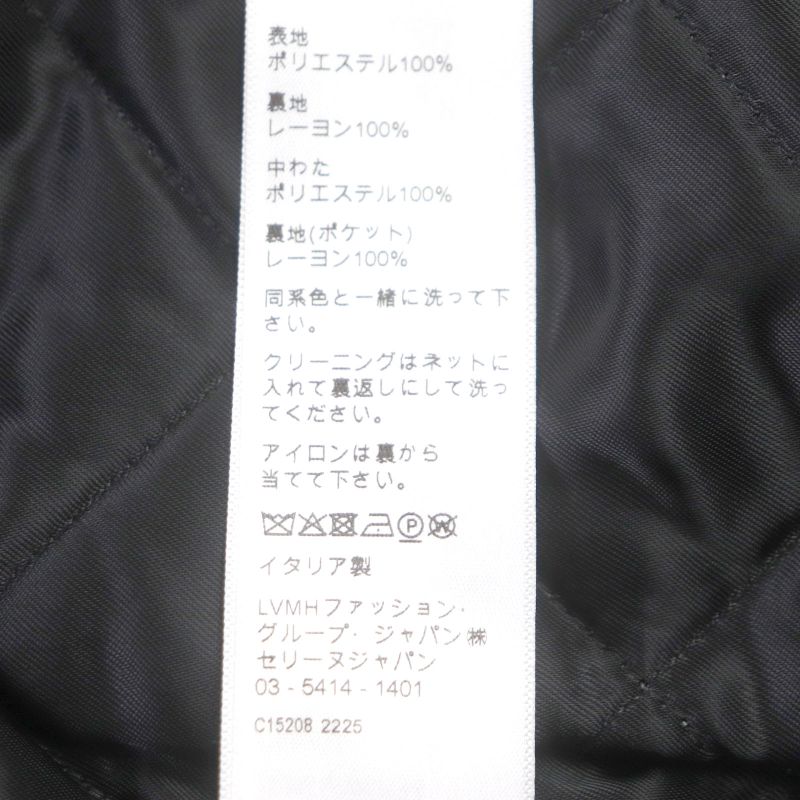 表地
ポリエステル100%
裏地
レーヨン100%
中わた
ポリエステル100%
裏地(ポケット)
レーヨン100%
同系色と一緒に洗って下
さい。
クリーニングはネットに
入れて裏返しにして洗っ
てください。
アイロンは裏から
当てて下さい。
P W
イタリア製
LVMHファッション・
グループ・ジャパン㈱
セリーヌジャパン
03 - 5414 - 1401
C15208 2225